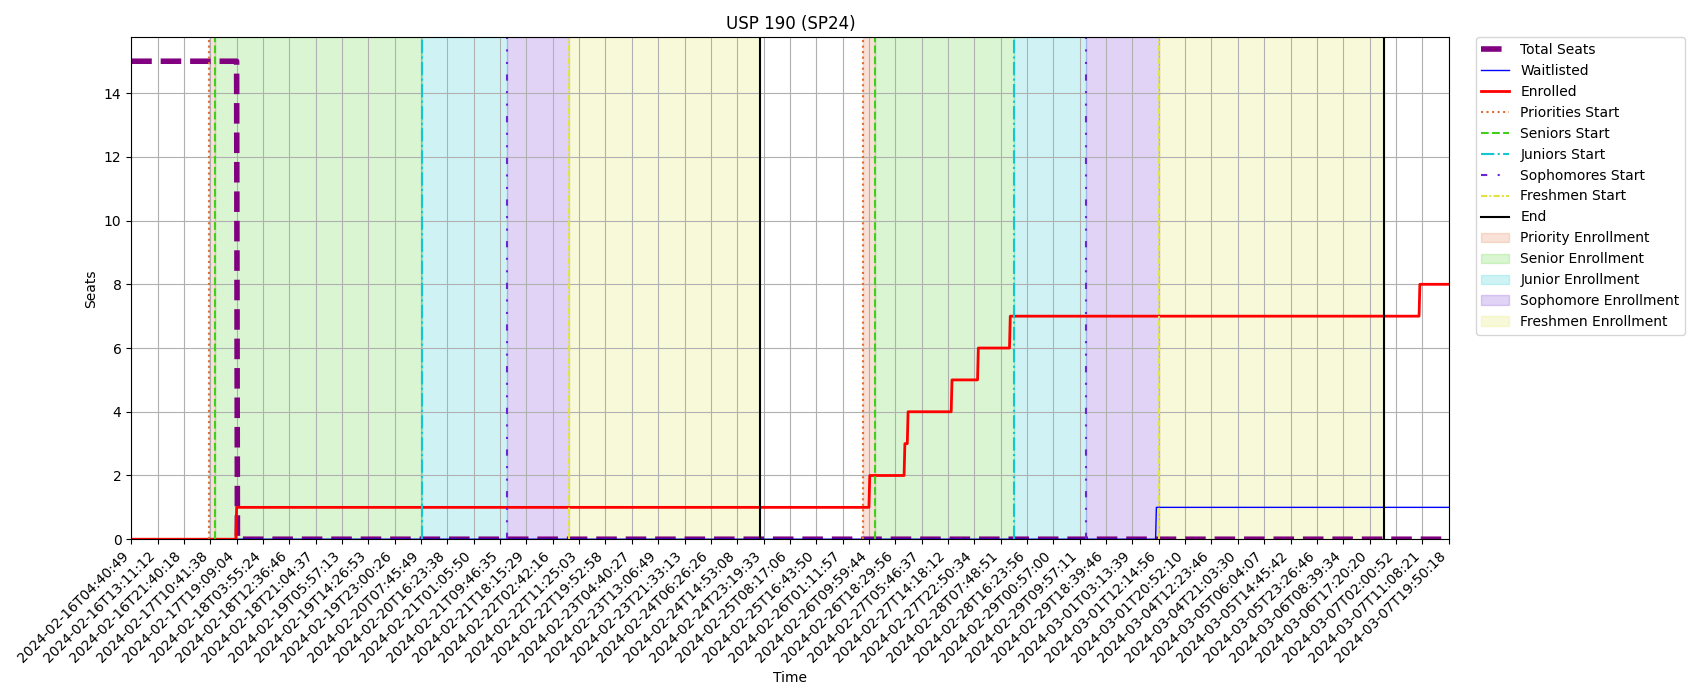 USP 190 (SP24)
Seats
14
12
10
8
6
4
2
0
2024-02-16T04:40:49
2024-02-16T13:11:12
2024-02-16T21:40:18
2024-02-17T10:41:38
2024-02-17T19:09:04
2024-02-18T03:55:24
2024-02-18T12:36:46
2024-02-18T21:04:37
2024-02-19T05:57:13
2024-02-19T14:26:53
2024-02-19T23:00:26
2024-02-20T07:45:49
2024-02-20T16:23:38
2024-02-21T01:05:50
2024-02-21T09:46:35
2024-02-21T18:15:29
2024-02-22T02:42:16
2024-02-22T11:25:03
2024-02-22T19:52:58
2024-02-23T04:40:27
2024-02-23T13:06:49
2024-02-23T21:33:13
2024-02-24T06:26:26
2024-02-24T14:53:08
2024-02-24T23:19:33
2024-02-25T08:17:06
2024-02-25T16:43:50
2024-02-26T01:11:57
2024-02-26T09:59:44
2024-02-26T18:29:56
2024-02-27T05:46:37
2024-02-27T14:18:12
2024-02-27T22:50:34
2024-02-28T07:48:51
2024-02-28T16:23:56
2024-02-29T00:57:00
2024-02-29T09:57:11
2024-02-29T18:39:46
2024-03-01T03:13:39
2024-03-01T12:14:56
2024-03-01T20:52:10
2024-03-04T12:23:46
2024-03-04T21:03:30
2024-03-05T06:04:07
2024-03-05T14:45:42
2024-03-05T23:26:46
2024-03-06T08:39:34
2024-03-06T17:20:20
2024-03-07T02:00:52
2024-03-07T11:08:21
2024-03-07T19:50:18
Time
Total Seats
Waitlisted
Enrolled
Priorities Start
Seniors Start
Juniors Start
Sophomores Start
Freshmen Start
End
Priority Enrollment
Senior Enrollment
Junior Enrollment
Sophomore Enrollment
Freshmen Enrollment